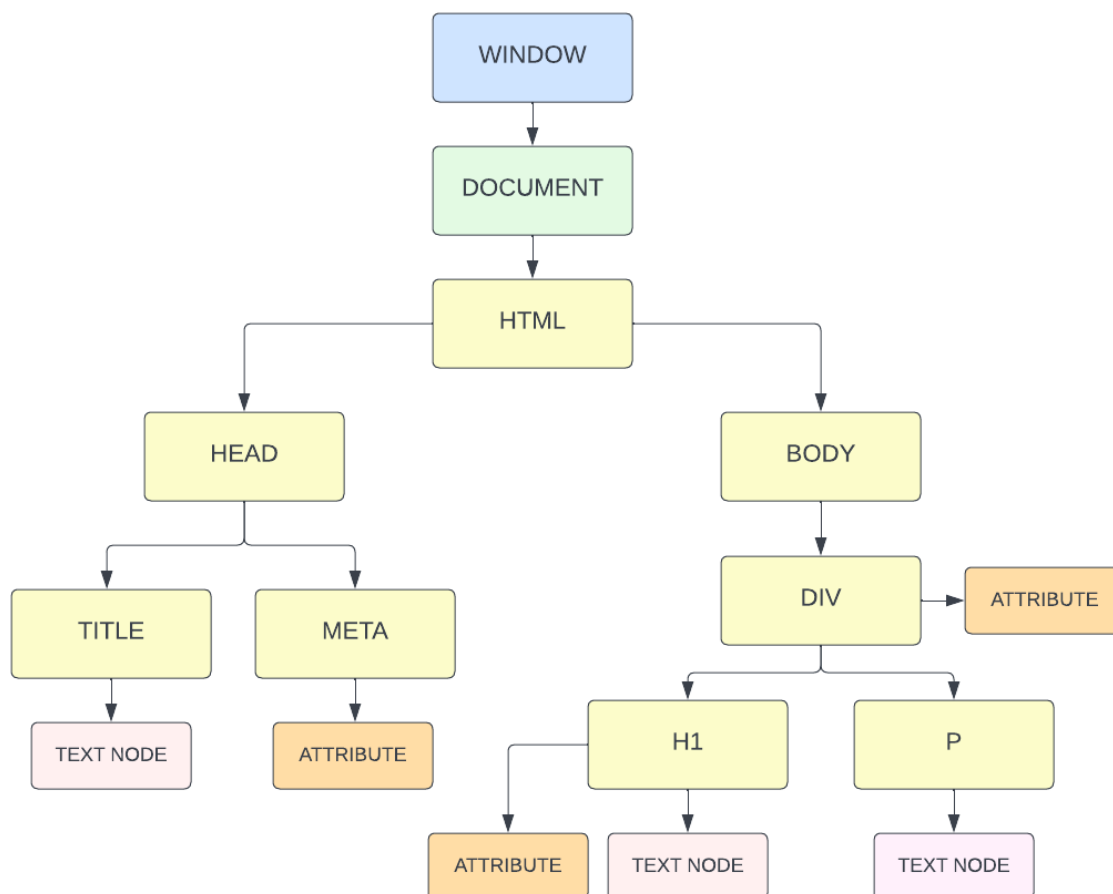 WINDOW
DOCUMENT
HTML
HEAD
BODY
DIV
ATTRIBUTE
TITLE
META
H1
P
TEXT NODE
ATTRIBUTE
ATTRIBUTE
TEXT NODE
TEXT NODE